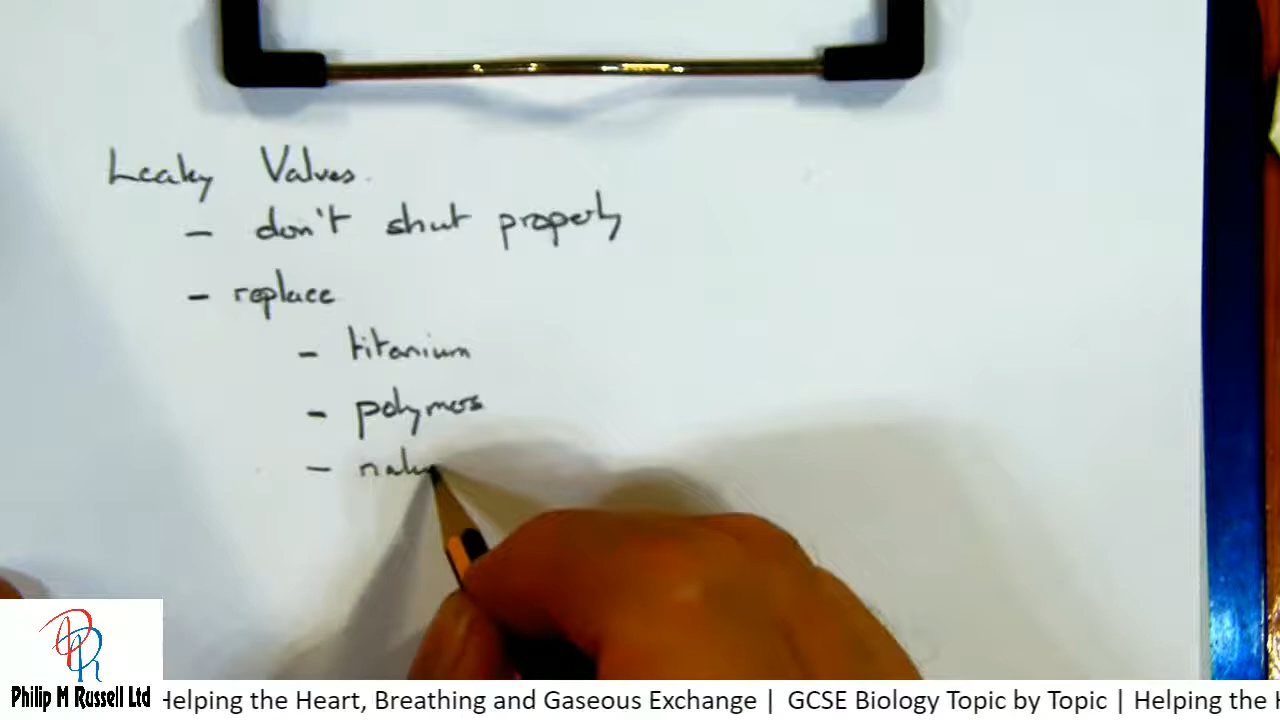 Leaky Valves.
- don't shut properly
- replace
- titanium
- polymers
- natu
Philip M Russell Ltd
Helping the Heart, Breathing and Gaseous Exchange | GCSE Biology Topic by Topic | Helping the H